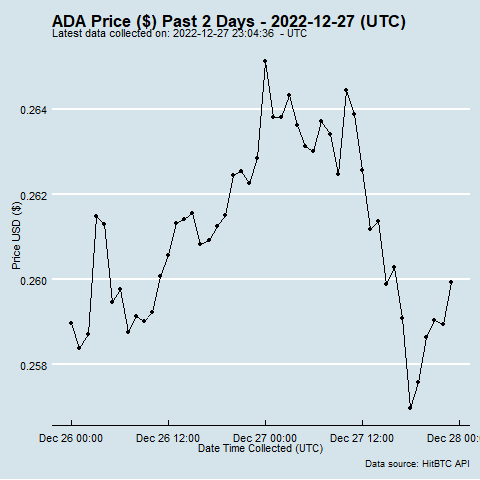 ADA Price ($) Past 2 Days - 2022-12-27 (UTC)
Latest data collected on: 2022-12-27 23:04:36 - UTC
0.264
0.262
0.260
0.258
Price USD ($)
Dec 26 00:00 Dec 26 12:00 Dec 27 00:00 Dec 27 12:00 Dec 28 00:
Date Time Collected (UTC)
Data source: HitBTC API